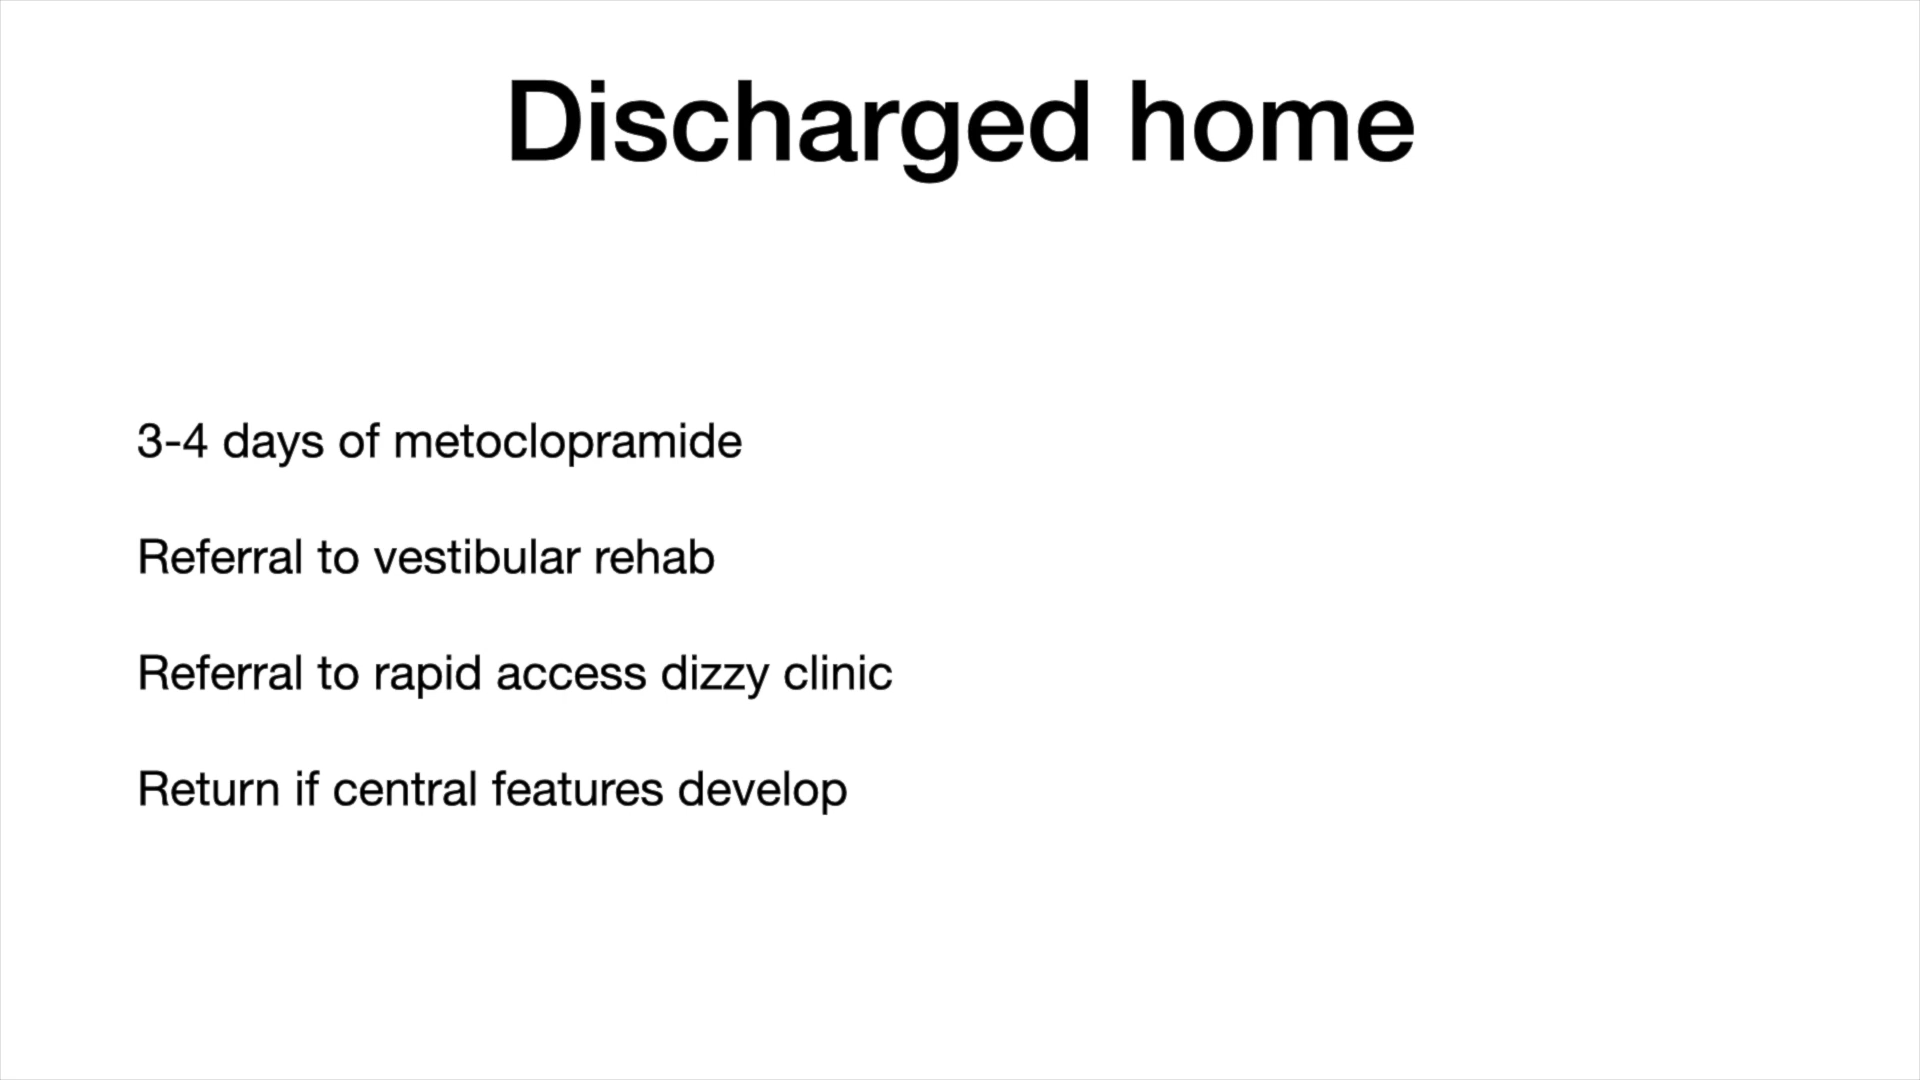 Discharged home
3-4 days of metoclopramide
Referral to vestibular rehab
Referral to rapid access dizzy clinic
Return if central features develop